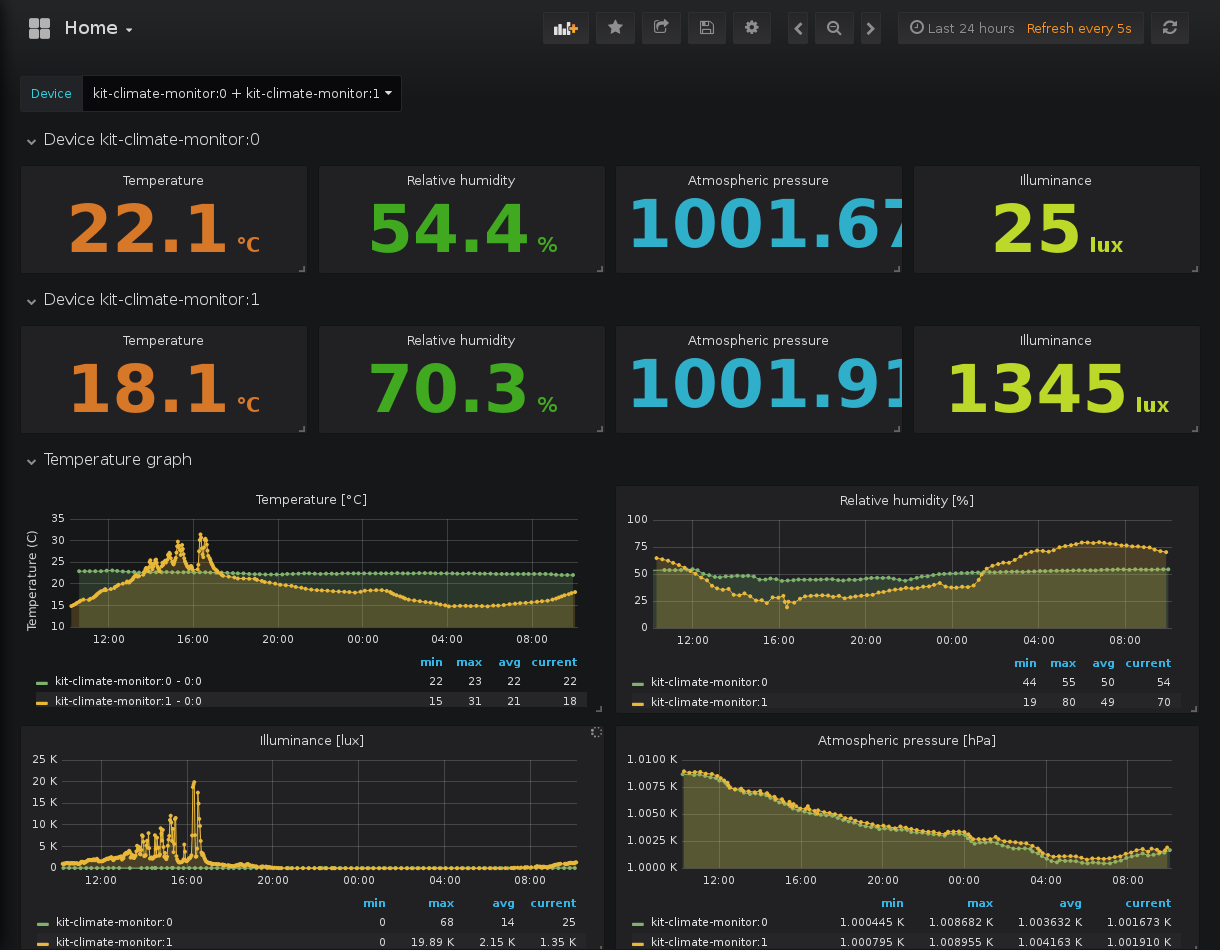 Home
Last 24 hours Refresh every 5s
Device kit-climate-monitor:0 + kit-climate-monitor:1
Device kit-climate-monitor:0
Temperature Relative humidity Atmospheric pressure Illuminance
22.1 °C 54.4 % 1001.67 25 lux
Device kit-climate-monitor:1
Temperature Relative humidity Atmospheric pressure Illuminance
18.1 °C 70.3 % 1001.91 1345 lux
Temperature graph
Temperature [°C]
Temperature (C)
35
30
25
20
15
10
12:00 16:00 20:00 00:00 04:00 08:00
min max avg current
kit-climate-monitor:0 - 0:0 22 23 22 22
kit-climate-monitor:1 - 0:0 15 31 21 18
Relative humidity [%]
100
75
50
25
0
12:00 16:00 20:00 00:00 04:00 08:00
min max avg current
kit-climate-monitor:0 44 55 50 54
kit-climate-monitor:1 19 80 49 70
Illuminance [lux]
25 K
20 K
15 K
10 K
5 K
0
12:00 16:00 20:00 00:00 04:00 08:00
min max avg current
kit-climate-monitor:0 0 68 14 25
kit-climate-monitor:1 0 19.89 K 2.15 K 1.35 K
Atmospheric pressure [hPa]
1.0100 K
1.0075 K
1.0050 K
1.0025 K
1.0000 K
12:00 16:00 20:00 00:00 04:00 08:00
min max avg current
kit-climate-monitor:0 1.000445 K 1.008682 K 1.003632 K 1.001673 K
kit-climate-monitor:1 1.000795 K 1.008955 K 1.004163 K 1.001910 K